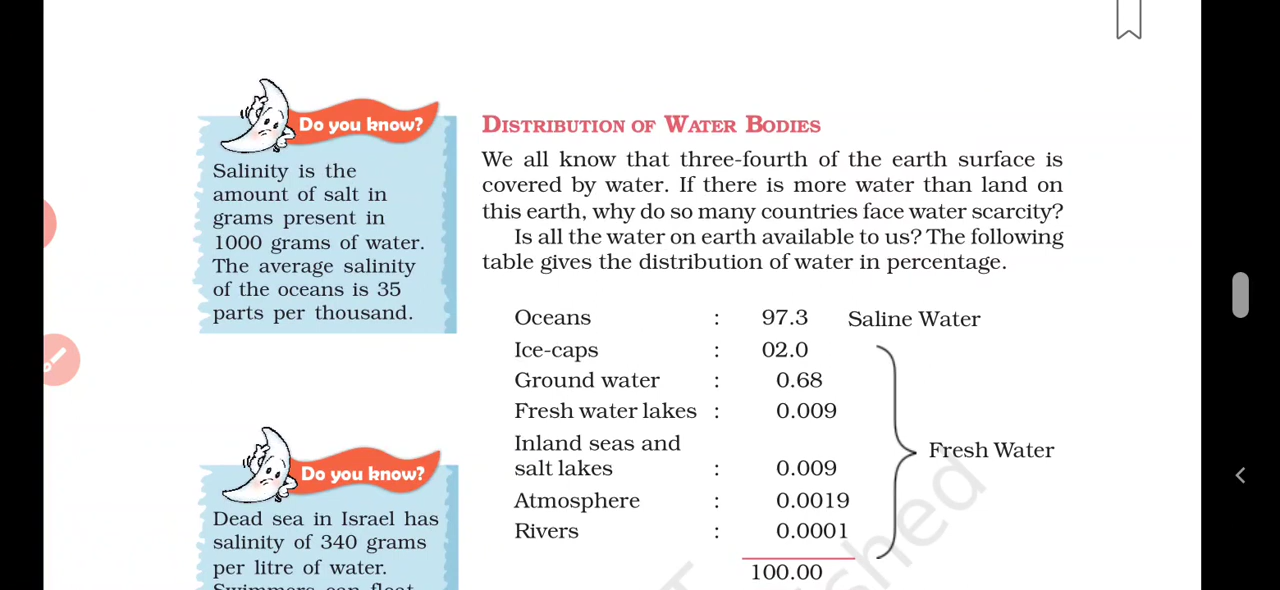 Do you know?
Salinity is the
amount of salt in
grams present in
1000 grams of water.
The average salinity
of the oceans is 35
parts per thousand.
Do you know?
Dead sea in Israel has
salinity of 340 grams
per litre of water.
Swimmers can float
DISTRIBUTION OF WATER BODIES
We all know that three-fourth of the earth surface is
covered by water. If there is more water than land on
this earth, why do so many countries face water scarcity?
Is all the water on earth available to us? The following
table gives the distribution of water in percentage.
Oceans : 97.3 Saline Water
Ice-caps : 02.0
Ground water : 0.68
Fresh water lakes : 0.009
Inland seas and
salt lakes : 0.009
Fresh Water
Atmosphere : 0.0019
Rivers : 0.0001
100.00